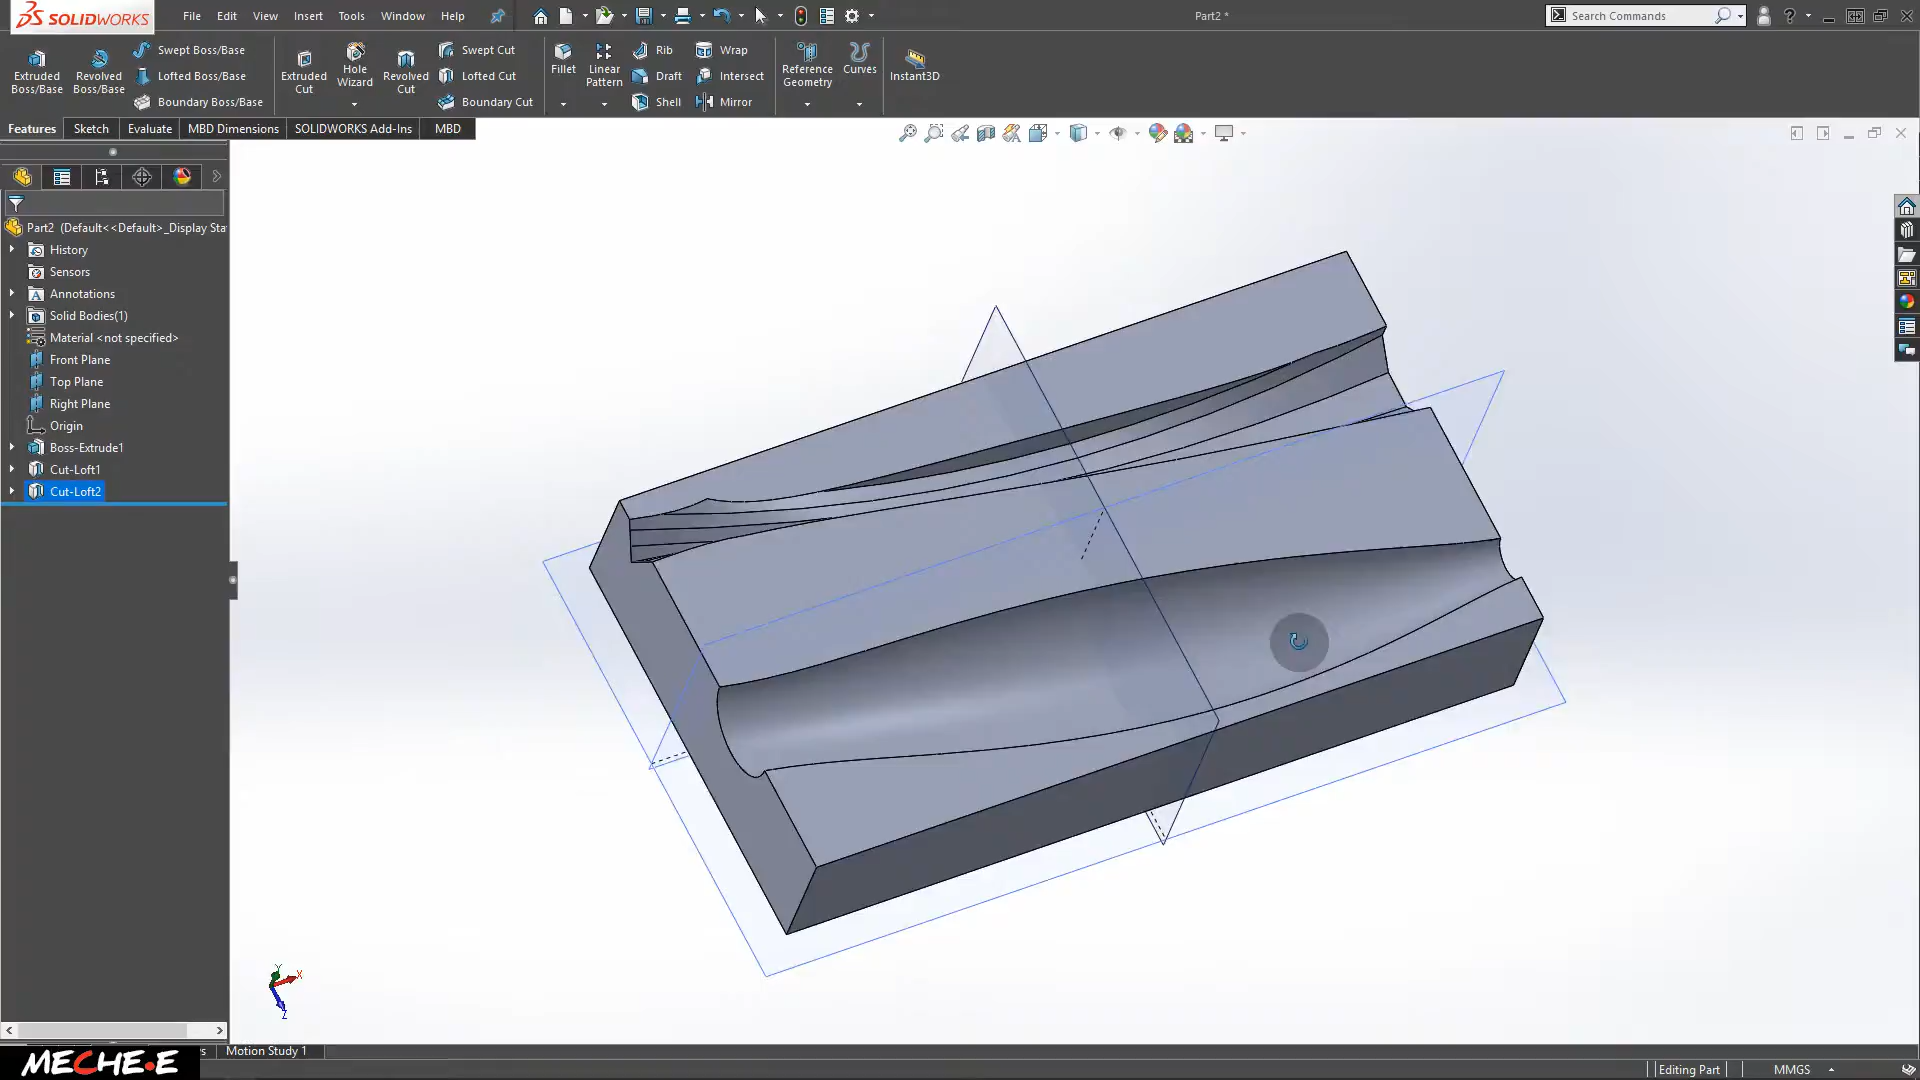 SOLIDWORKS File Edit View Insert Tools Window Help Part2 * Search Commands
Extruded Boss/Base
Revolved Boss/Base
Swept Boss/Base
Lofted Boss/Base
Boundary Boss/Base
Extruded Cut
Hole Wizard
Revolved Cut
Swept Cut
Lofted Cut
Boundary Cut
Fillet
Linear Pattern
Rib
Draft
Shell
Wrap
Intersect
Mirror
Reference Geometry
Curves
Instant3D
Features Sketch Evaluate MBD Dimensions SOLIDWORKS Add-Ins MBD
Part2 (Default<<Default>_Display Sta
History
Sensors
Annotations
Solid Bodies(1)
Material <not specified>
Front Plane
Top Plane
Right Plane
Origin
Boss-Extrude1
Cut-Loft1
Cut-Loft2
Y
X
Z
Motion Study 1
MECHE.E
Editing Part MMGS